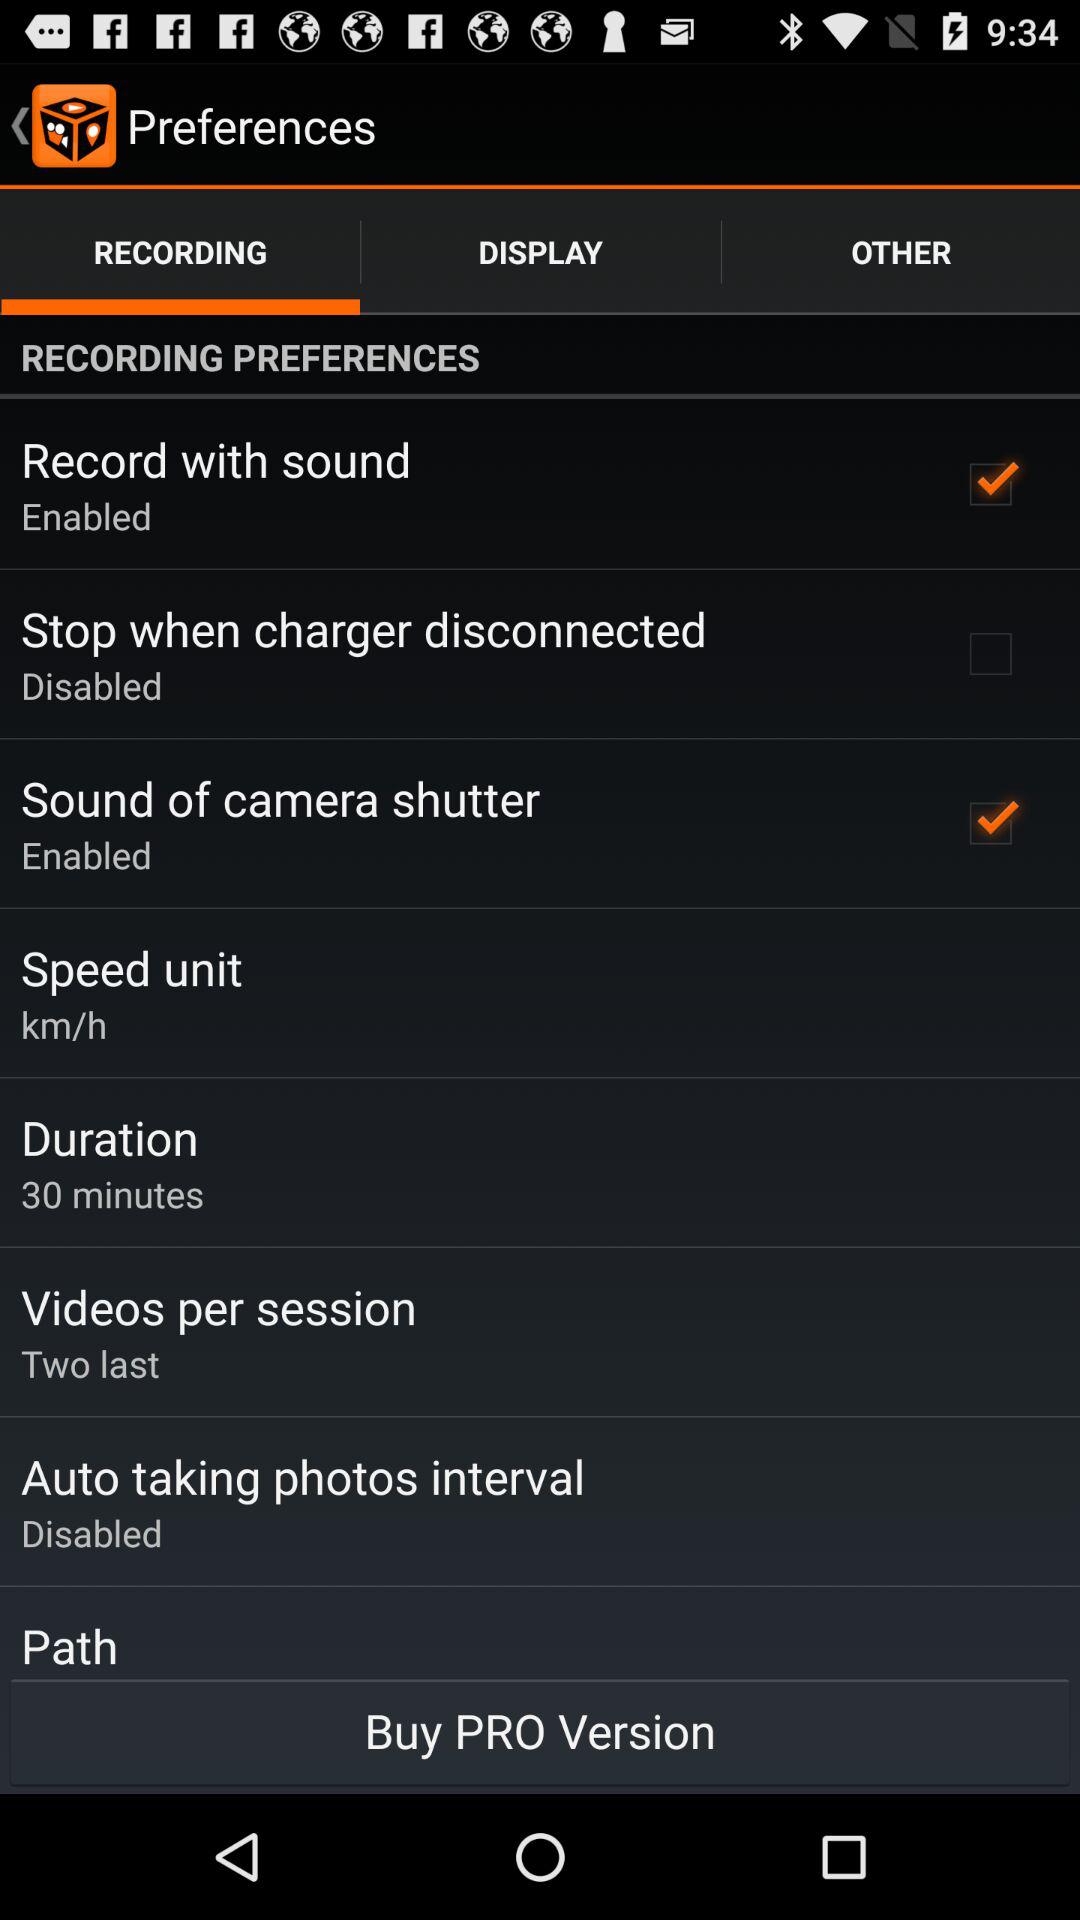 9:34
Preferences
RECORDING DISPLAY OTHER
RECORDING PREFERENCES
Record with sound
Enabled
Stop when charger disconnected
Disabled
Sound of camera shutter
Enabled
Speed unit
km/h
Duration
30 minutes
Videos per session
Two last
Auto taking photos interval
Disabled
Path
Buy PRO Version